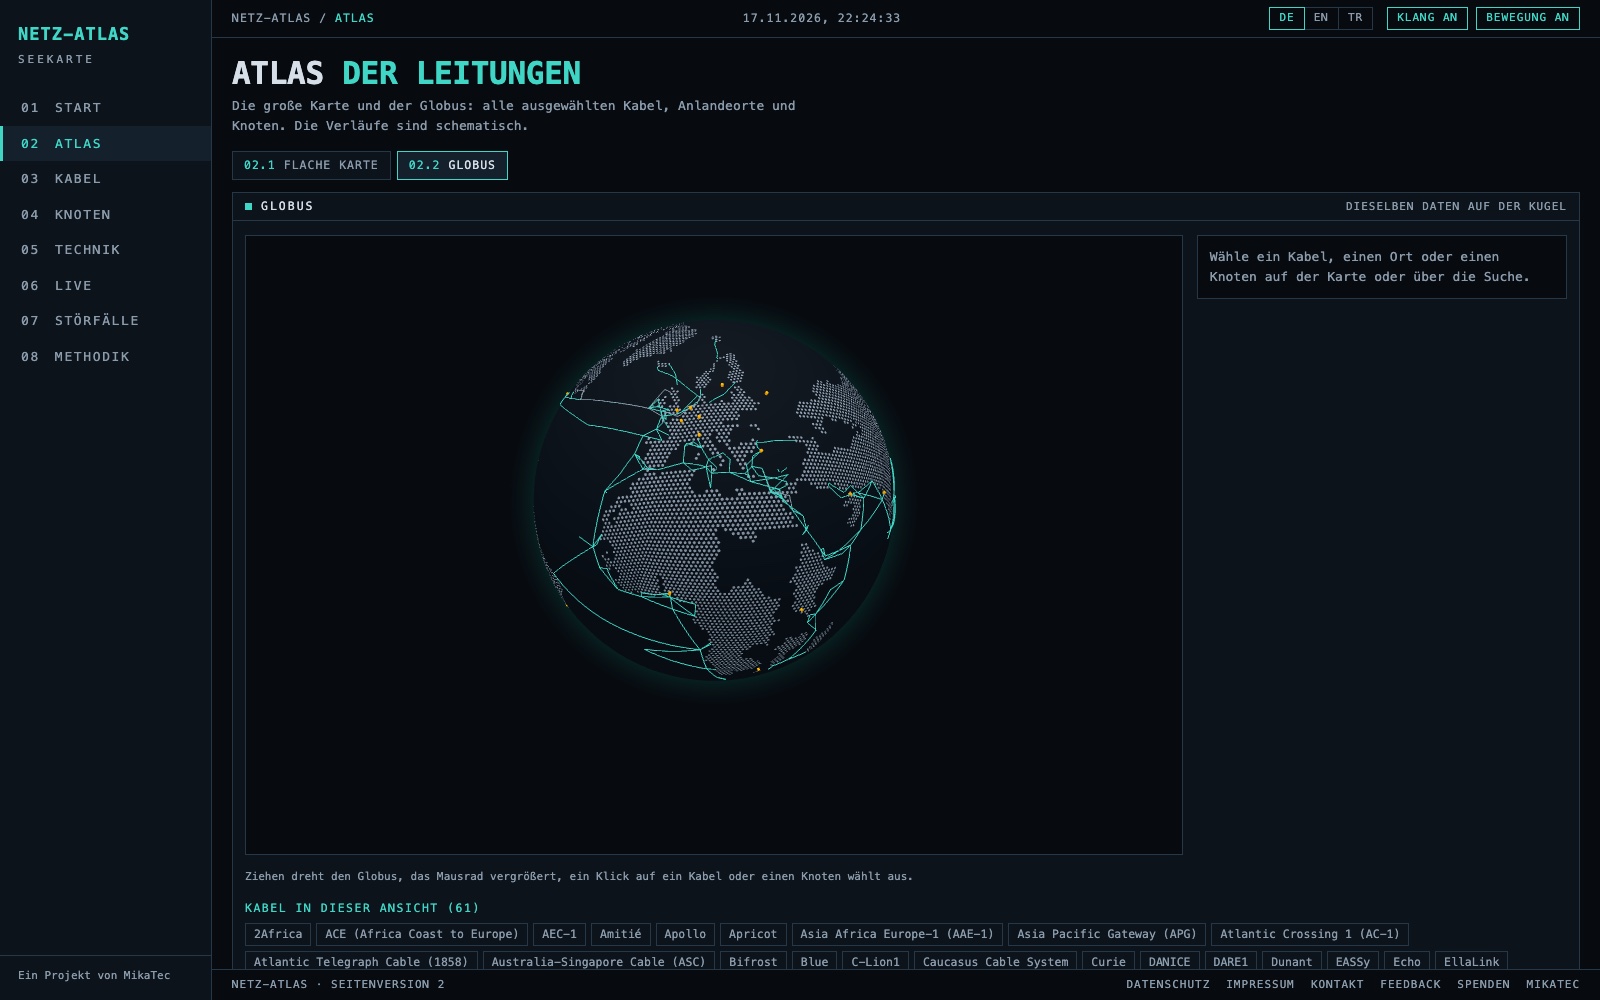 NETZ-ATLAS
SEEKARTE
01 START
02 ATLAS
03 KABEL
04 KNOTEN
05 TECHNIK
06 LIVE
07 STÖRFÄLLE
08 METHODIK
Ein Projekt von MikaTec
NETZ-ATLAS / ATLAS
17.11.2026, 22:24:33
DE EN TR
KLANG AN
BEWEGUNG AN
ATLAS DER LEITUNGEN
Die große Karte und der Globus: alle ausgewählten Kabel, Anlandeorte und
Knoten. Die Verläufe sind schematisch.
02.1 FLACHE KARTE
02.2 GLOBUS
GLOBUS
DIESELBEN DATEN AUF DER KUGEL
Wähle ein Kabel, einen Ort oder einen
Knoten auf der Karte oder über die Suche.
Ziehen dreht den Globus, das Mausrad vergrößert, ein Klick auf ein Kabel oder einen Knoten wählt aus.
KABEL IN DIESER ANSICHT (61)
2Africa ACE (Africa Coast to Europe) AEC-1 Amitié Apollo Apricot Asia Africa Europe-1 (AAE-1) Asia Pacific Gateway (APG) Atlantic Crossing 1 (AC-1)
Atlantic Telegraph Cable (1858) Australia-Singapore Cable (ASC) Bifrost Blue C-Lion1 Caucasus Cable System Curie DANICE DARE1 Dunant EASSy Echo EllaLink
NETZ-ATLAS · SEITENVERSION 2
DATENSCHUTZ IMPRESSUM KONTAKT FEEDBACK SPENDEN MIKATEC